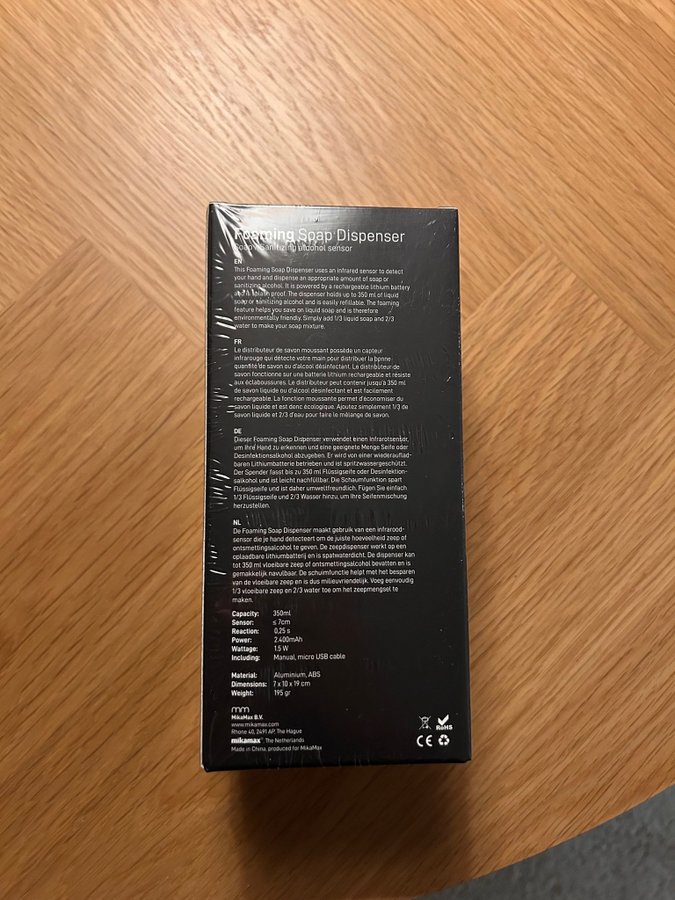 Foaming Soap Dispenser
Soap / Sanitizing alcohol sensor
EN
This Foaming Soap Dispenser uses an infrared sensor to detect
your hand and dispense an appropriate amount of soap or
sanitizing alcohol. It is powered by a rechargeable lithium battery
and is splash proof. The dispenser holds up to 350 ml of liquid
soap or sanitizing alcohol and is easily refillable. The foaming
feature helps you save on liquid soap and is therefore
environmentally friendly. Simply add 1/3 liquid soap and 2/3
water to make your soap mixture.
FR
Le distributeur de savon moussant possède un capteur
infrarouge qui détecte votre main pour distribuer la bonne
quantité de savon ou d'alcool désinfectant. Le distributeur de
savon fonctionne sur une batterie lithium rechargeable et résiste
aux éclaboussures. Le distributeur peut contenir jusqu'à 350 ml
de savon liquide ou d'alcool désinfectant et est facilement
rechargeable. La fonction moussante permet d'économiser du
savon liquide et est donc écologique. Ajoutez simplement 1/3 de
savon liquide et 2/3 d'eau pour faire le mélange de savon.
DE
Dieser Foaming Soap Dispenser verwendet einen Infrarotsensor,
um Ihre Hand zu erkennen und eine geeignete Menge Seife oder
Desinfektionsalkohol abzugeben. Er wird von einer wiederauflad-
baren Lithiumbatterie betrieben und ist spritzwassergeschützt.
Der Spender fasst bis zu 350 ml Flüssigseife oder Desinfektion-
salkohol und ist leicht nachfüllbar. Die Schaumfunktion spart
Flüssigseife und ist daher umweltfreundlich. Fügen Sie einfach
1/3 Flüssigseife und 2/3 Wasser hinzu, um Ihre Seifenmischung
herzustellen.
NL
De Foaming Soap Dispenser maakt gebruik van een infarood-
sensor die je hand detecteert om de juiste hoeveelheid zeep of
ontsmettingsalcohol te geven. De zeepdispenser werkt op een
oplaadbare lithiumbatterij en is spatwaterdicht. De dispenser kan
tot 350 ml vloeibare zeep of ontsmettingsalcohol bevatten en is
gemakkelijk navulbaar. De schuimfunctie helpt met het besparen
van de vloeibare zeep en is dus milieuvriendelijk. Voeg eenvoudig
1/3 vloeibare zeep en 2/3 water toe om het zeepmengsel te
maken.
Capacity: 350ml
Sensor: ≤ 7cm
Reaction: 0,25 s
Power: 2.400mAh
Wattage: 1.5 W
Including: Manual, micro USB cable
Material: Aluminium, ABS
Dimensions: 7 x 10 x 19 cm
Weight: 195 gr
mm
MikaMax B.V.
www.mikamax.com
Rhone 40, 2491 AP, The Hague
mikamax® The Netherlands
Made in China, produced for MikaMax
RoHS
CE